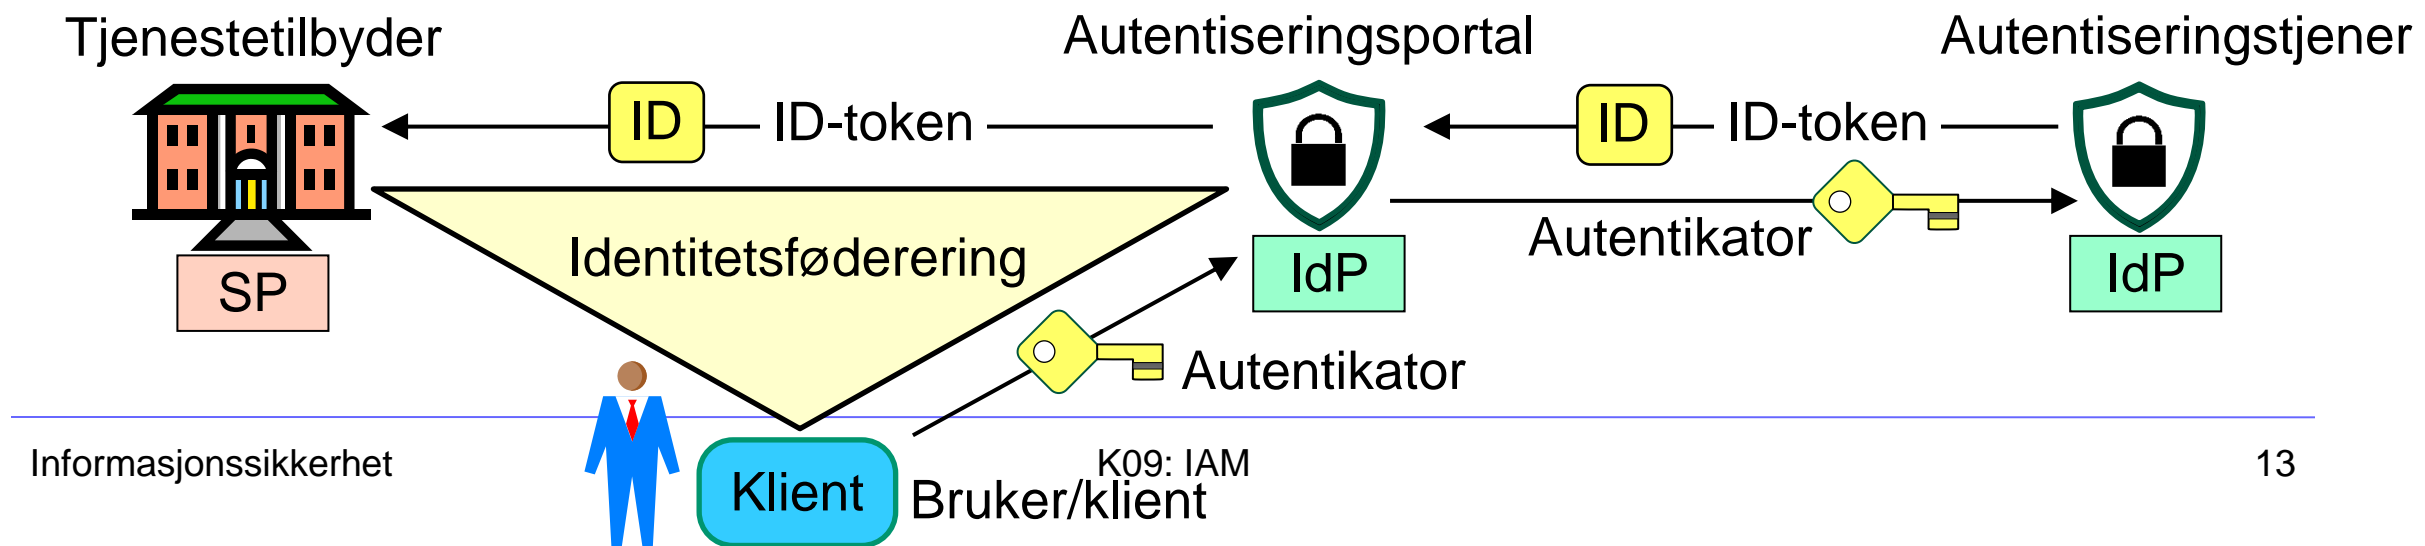 Tjenestetilbyder
Autentiseringsportal
Autentiseringstjener
ID
ID-token
ID
ID-token
Identitetsføderering
Autentikator
SP
IdP
IdP
Autentikator
Informasjonssikkerhet
K09: IAM
13
Klient
Bruker/klient